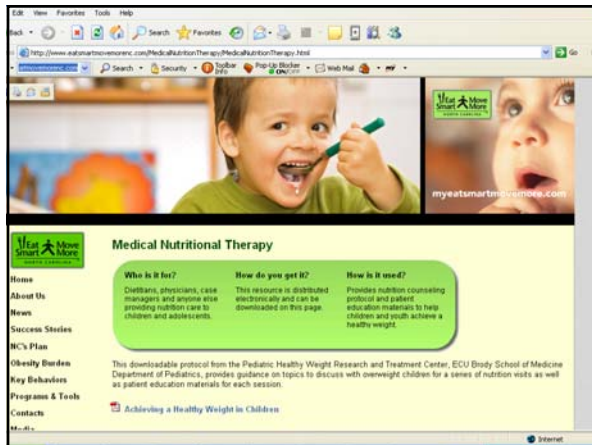 Edit View Favorites Tools Help
Back Search Favorites
http://www.eatsmartmovemorenc.com/MedicalNutritionTherapy/MedicalNutritionTherapy.html Go
Search Security Toolbar Info Pop-Up Blocker ON/OFF Web Mail
Eat Smart Move More
NORTH CAROLINA
myeatsmartmovemore.com
Eat Smart Move More
NORTH CAROLINA
Home
About Us
News
Success Stories
NC's Plan
Obesity Burden
Key Behaviors
Programs & Tools
Contacts
Media
Medical Nutritional Therapy
Who is it for?
Dietitians, physicians, case
managers and anyone else
providing nutrition care to
children and adolescents.
How do you get it?
This resource is distributed
electronically and can be
downloaded on this page.
How is it used?
Provides nutrition counseling
protocol and patient
education materials to help
children and youth achieve a
healthy weight.
This downloadable protocol from the Pediatric Healthy Weight Research and Treatment Center, ECU Brody School of Medicine
Department of Pediatrics, provides guidance on topics to discuss with overweight children for a series of nutrition visits as well
as patient education materials for each session.
Achieving a Healthy Weight in Children
Internet